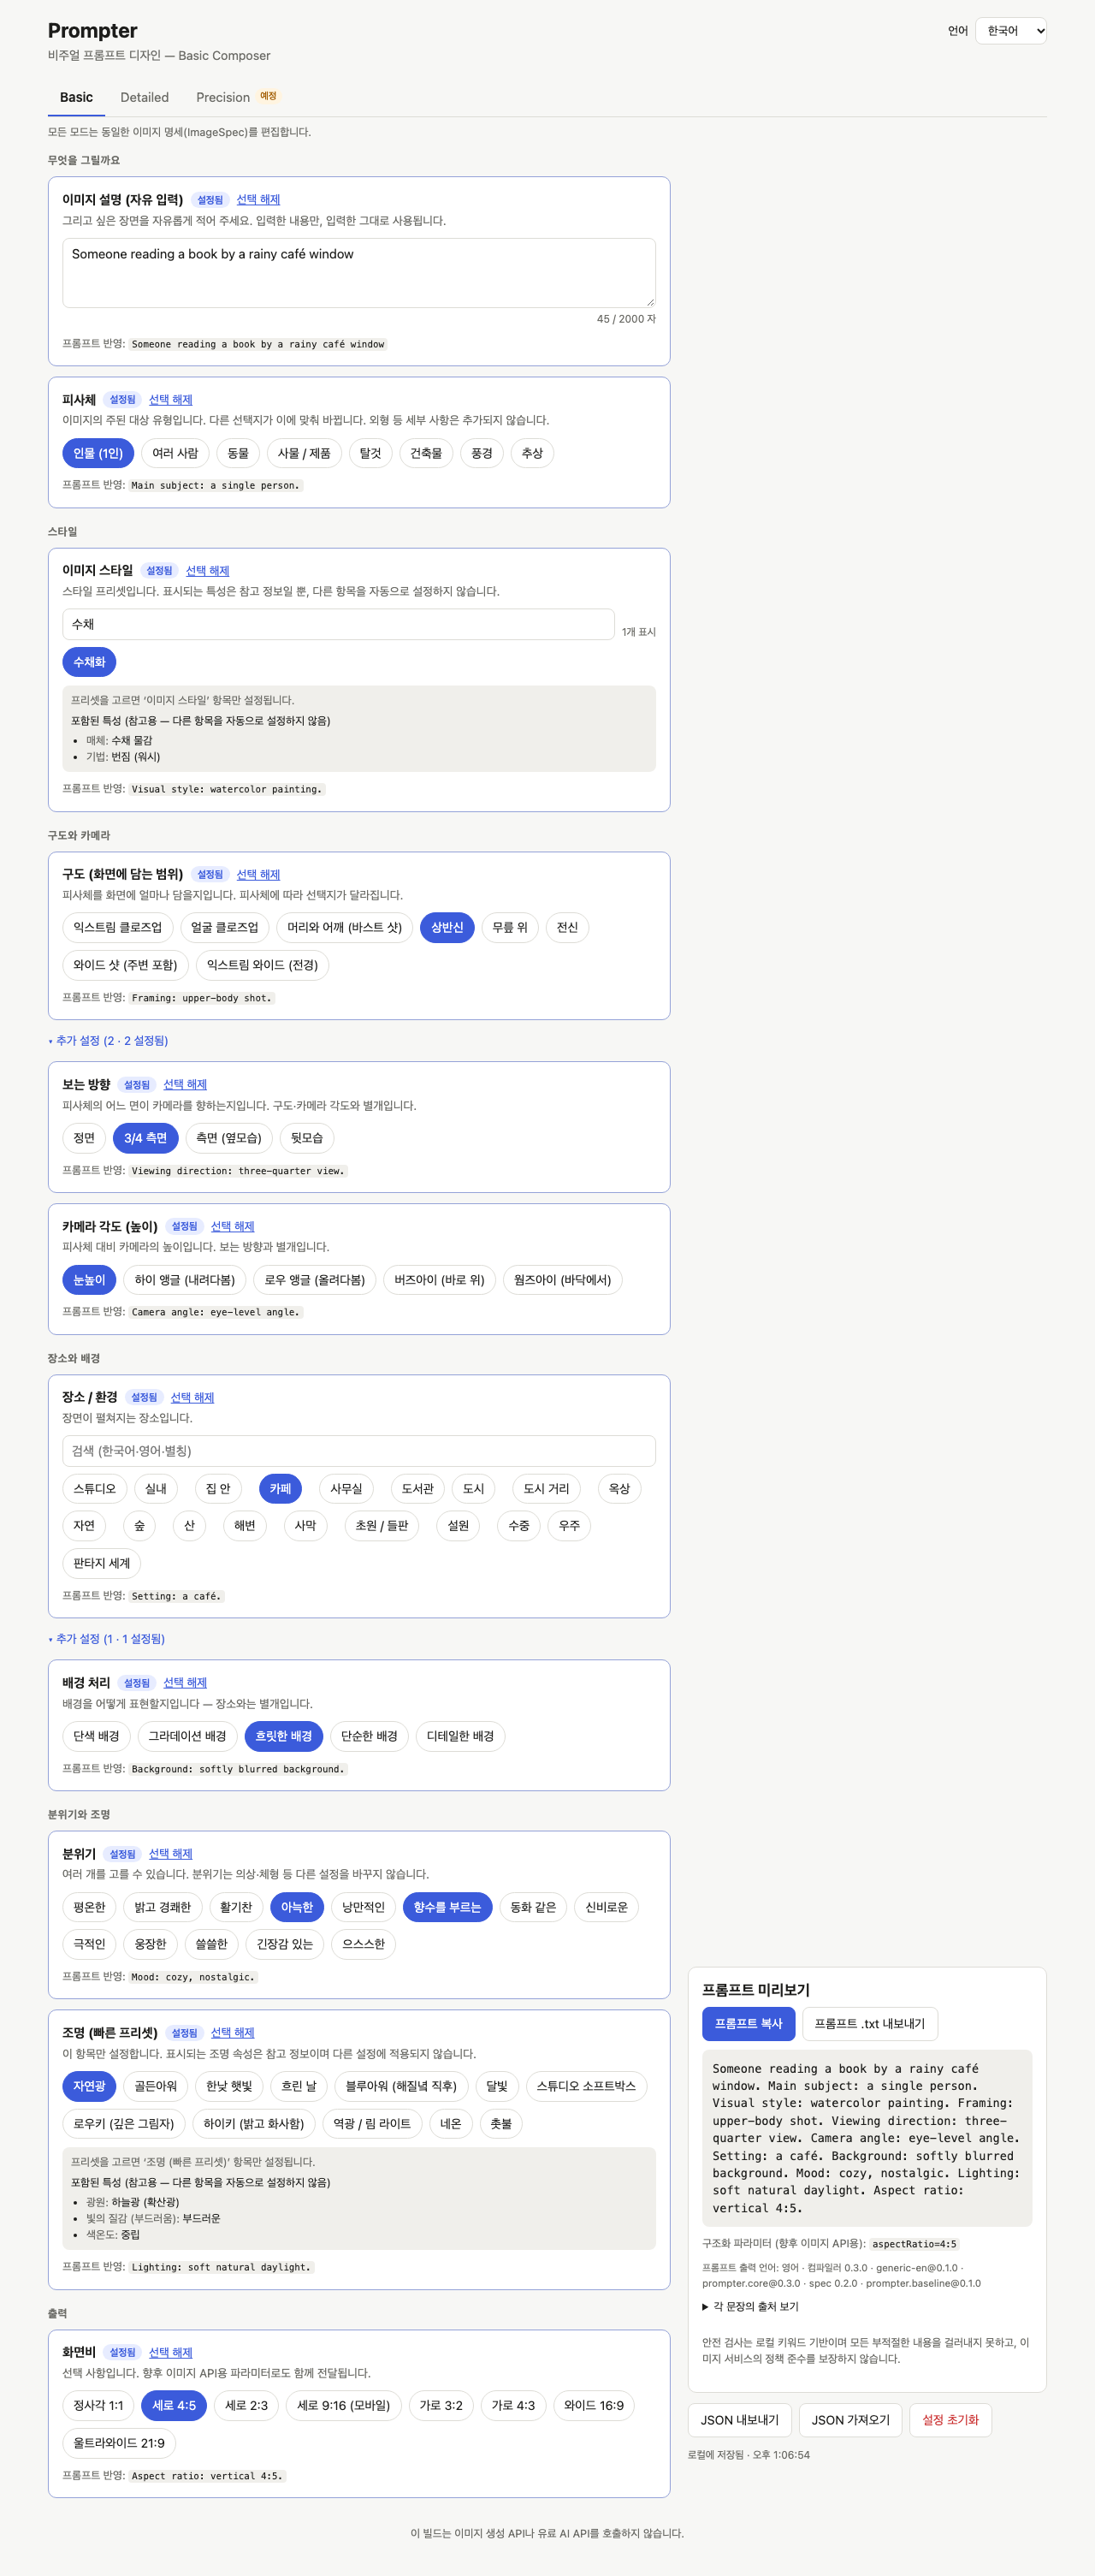 Prompter
언어 한국어
비주얼 프롬프트 디자인 — Basic Composer
Basic Detailed Precision 예정
모든 모드는 동일한 이미지 명세(ImageSpec)를 편집합니다.
무엇을 그릴까요
이미지 설명 (자유 입력) 설정됨 선택 해제
그리고 싶은 장면을 자유롭게 적어 주세요. 입력한 내용만, 입력한 그대로 사용됩니다.
Someone reading a book by a rainy café window
45 / 2000 자
프롬프트 반영: Someone reading a book by a rainy café window
피사체 설정됨 선택 해제
이미지의 주된 대상 유형입니다. 다른 선택지가 이에 맞춰 바뀝니다. 외형 등 세부 사항은 추가되지 않습니다.
인물 (1인) 여러 사람 동물 사물 / 제품 탈것 건축물 풍경 추상
프롬프트 반영: Main subject: a single person.
스타일
이미지 스타일 설정됨 선택 해제
스타일 프리셋입니다. 표시되는 특성은 참고 정보일 뿐, 다른 항목을 자동으로 설정하지 않습니다.
수채
1개 표시
수채화
프리셋을 고르면 ‘이미지 스타일’ 항목만 설정됩니다.
포함된 특성 (참고용 — 다른 항목을 자동으로 설정하지 않음)
• 매체: 수채 물감
• 기법: 번짐 (워시)
프롬프트 반영: Visual style: watercolor painting.
구도와 카메라
구도 (화면에 담는 범위) 설정됨 선택 해제
피사체를 화면에 얼마나 담을지입니다. 피사체에 따라 선택지가 달라집니다.
익스트림 클로즈업 얼굴 클로즈업 머리와 어깨 (바스트 샷) 상반신 무릎 위 전신
와이드 샷 (주변 포함) 익스트림 와이드 (전경)
프롬프트 반영: Framing: upper-body shot.
▾ 추가 설정 (2 · 2 설정됨)
보는 방향 설정됨 선택 해제
피사체의 어느 면이 카메라를 향하는지입니다. 구도·카메라 각도와 별개입니다.
정면 3/4 측면 측면 (옆모습) 뒷모습
프롬프트 반영: Viewing direction: three-quarter view.
카메라 각도 (높이) 설정됨 선택 해제
피사체 대비 카메라의 높이입니다. 보는 방향과 별개입니다.
눈높이 하이 앵글 (내려다봄) 로우 앵글 (올려다봄) 버즈아이 (바로 위) 웜즈아이 (바닥에서)
프롬프트 반영: Camera angle: eye-level angle.
장소와 배경
장소 / 환경 설정됨 선택 해제
장면이 펼쳐지는 장소입니다.
검색 (한국어·영어·별칭)
스튜디오 실내 집 안 카페 사무실 도서관 도시 도시 거리 옥상
자연 숲 산 해변 사막 초원 / 들판 설원 수중 우주
판타지 세계
프롬프트 반영: Setting: a café.
▾ 추가 설정 (1 · 1 설정됨)
배경 처리 설정됨 선택 해제
배경을 어떻게 표현할지입니다 — 장소와는 별개입니다.
단색 배경 그라데이션 배경 흐릿한 배경 단순한 배경 디테일한 배경
프롬프트 반영: Background: softly blurred background.
분위기와 조명
분위기 설정됨 선택 해제
여러 개를 고를 수 있습니다. 분위기는 의상·체형 등 다른 설정을 바꾸지 않습니다.
평온한 밝고 경쾌한 활기찬 아늑한 낭만적인 향수를 부르는 동화 같은 신비로운
극적인 웅장한 쓸쓸한 긴장감 있는 으스스한
프롬프트 반영: Mood: cozy, nostalgic.
조명 (빠른 프리셋) 설정됨 선택 해제
이 항목만 설정합니다. 표시되는 조명 속성은 참고 정보이며 다른 설정에 적용되지 않습니다.
자연광 골든아워 한낮 햇빛 흐린 날 블루아워 (해질녘 직후) 달빛 스튜디오 소프트박스
로우키 (깊은 그림자) 하이키 (밝고 화사함) 역광 / 림 라이트 네온 촛불
프리셋을 고르면 ‘조명 (빠른 프리셋)’ 항목만 설정됩니다.
포함된 특성 (참고용 — 다른 항목을 자동으로 설정하지 않음)
• 광원: 하늘광 (확산광)
• 빛의 질감 (부드러움): 부드러운
• 색온도: 중립
프롬프트 반영: Lighting: soft natural daylight.
출력
화면비 설정됨 선택 해제
선택 사항입니다. 향후 이미지 API용 파라미터로도 함께 전달됩니다.
정사각 1:1 세로 4:5 세로 2:3 세로 9:16 (모바일) 가로 3:2 가로 4:3 와이드 16:9
울트라와이드 21:9
프롬프트 반영: Aspect ratio: vertical 4:5.
프롬프트 미리보기
프롬프트 복사 프롬프트 .txt 내보내기
Someone reading a book by a rainy café
window. Main subject: a single person.
Visual style: watercolor painting. Framing:
upper-body shot. Viewing direction: three-
quarter view. Camera angle: eye-level angle.
Setting: a café. Background: softly blurred
background. Mood: cozy, nostalgic. Lighting:
soft natural daylight. Aspect ratio:
vertical 4:5.
구조화 파라미터 (향후 이미지 API용): aspectRatio=4:5
프롬프트 출력 언어: 영어 · 컴파일러 0.3.0 · generic-en@0.1.0 ·
prompter.core@0.3.0 · spec 0.2.0 · prompter.baseline@0.1.0
▶ 각 문장의 출처 보기
안전 검사는 로컬 키워드 기반이며 모든 부적절한 내용을 걸러내지 못하고, 이
미지 서비스의 정책 준수를 보장하지 않습니다.
JSON 내보내기 JSON 가져오기 설정 초기화
로컬에 저장됨 · 오후 1:06:54
이 빌드는 이미지 생성 API나 유료 AI API를 호출하지 않습니다.